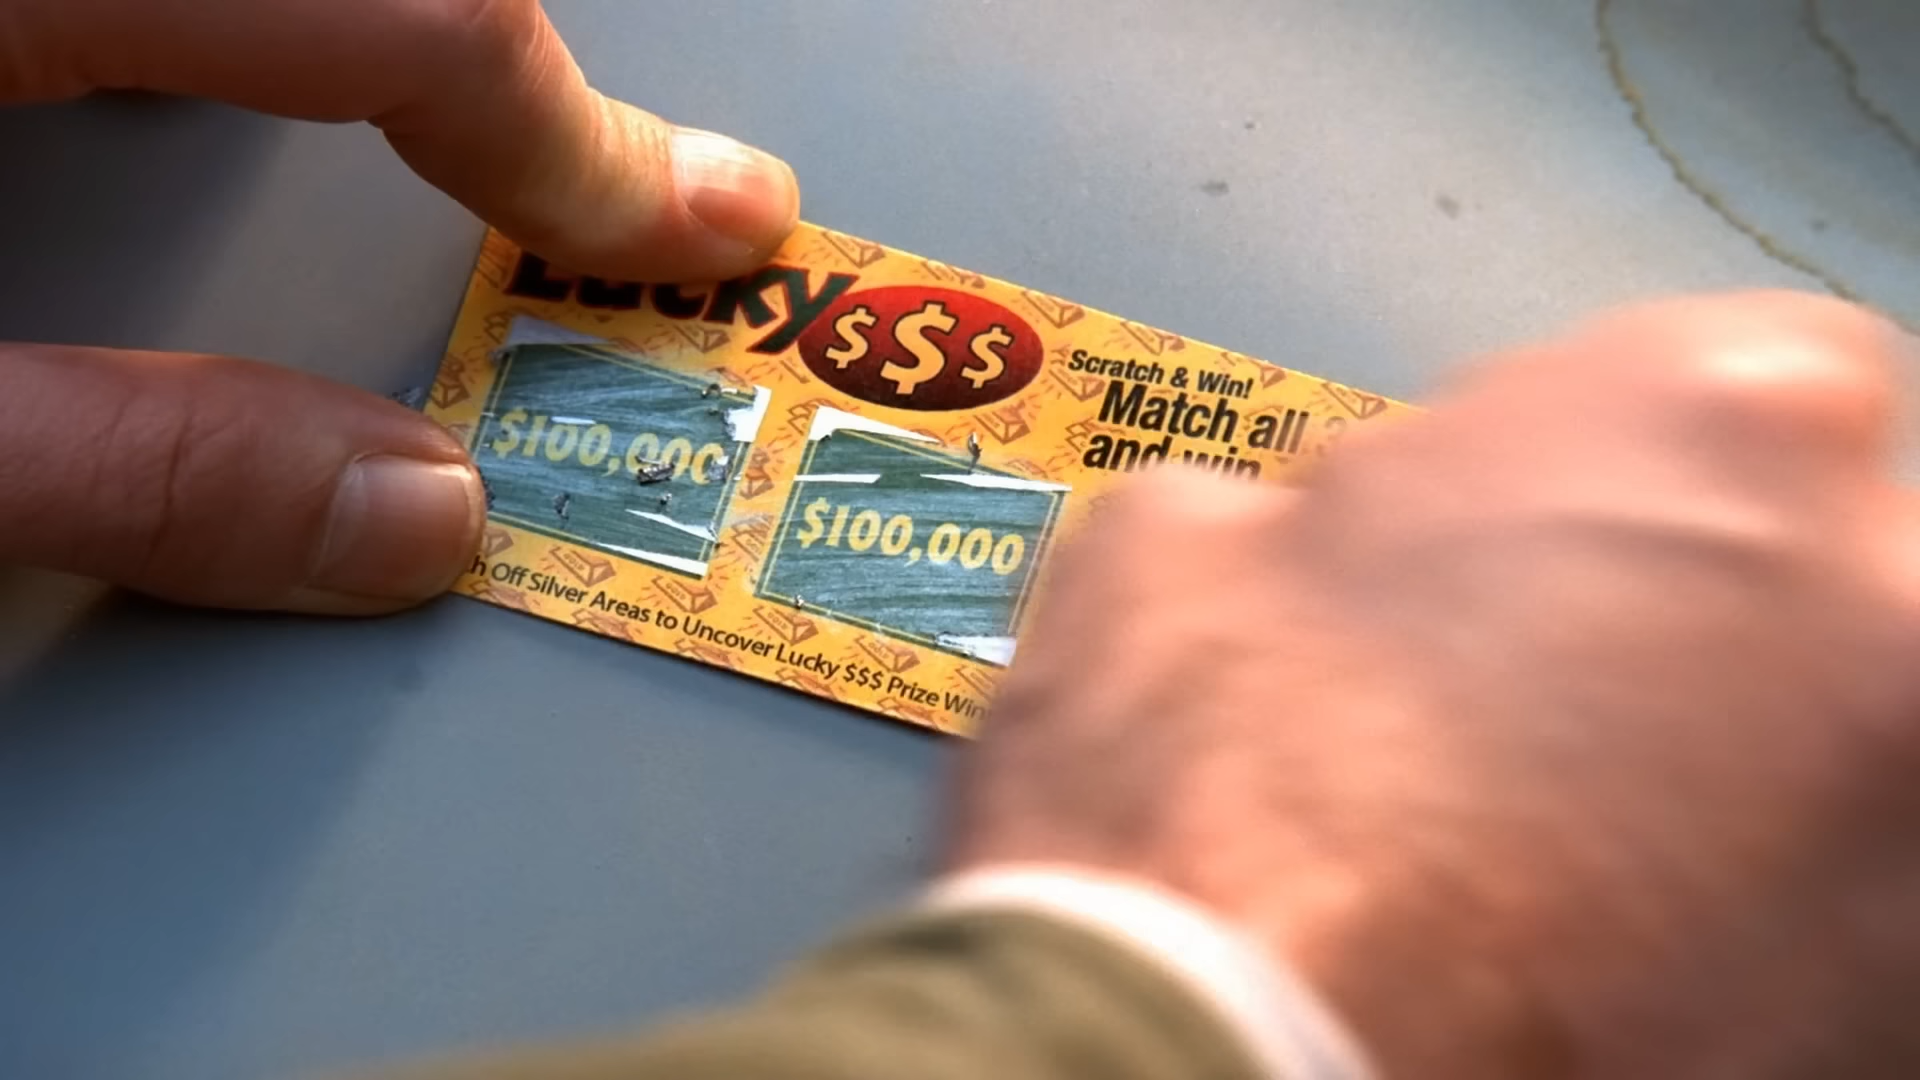 Lucky $$$
Scratch & Win!
Match all 3
and win
$100,000
$100,000
h Off Silver Areas to Uncover Lucky $$$ Prize Win